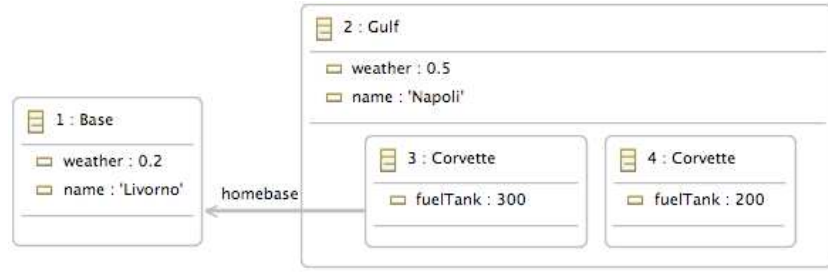 2 : Gulf
weather : 0.5
name : 'Napoli'
1 : Base
weather : 0.2
name : 'Livorno'
homebase
3 : Corvette
fuelTank : 300
4 : Corvette
fuelTank : 200